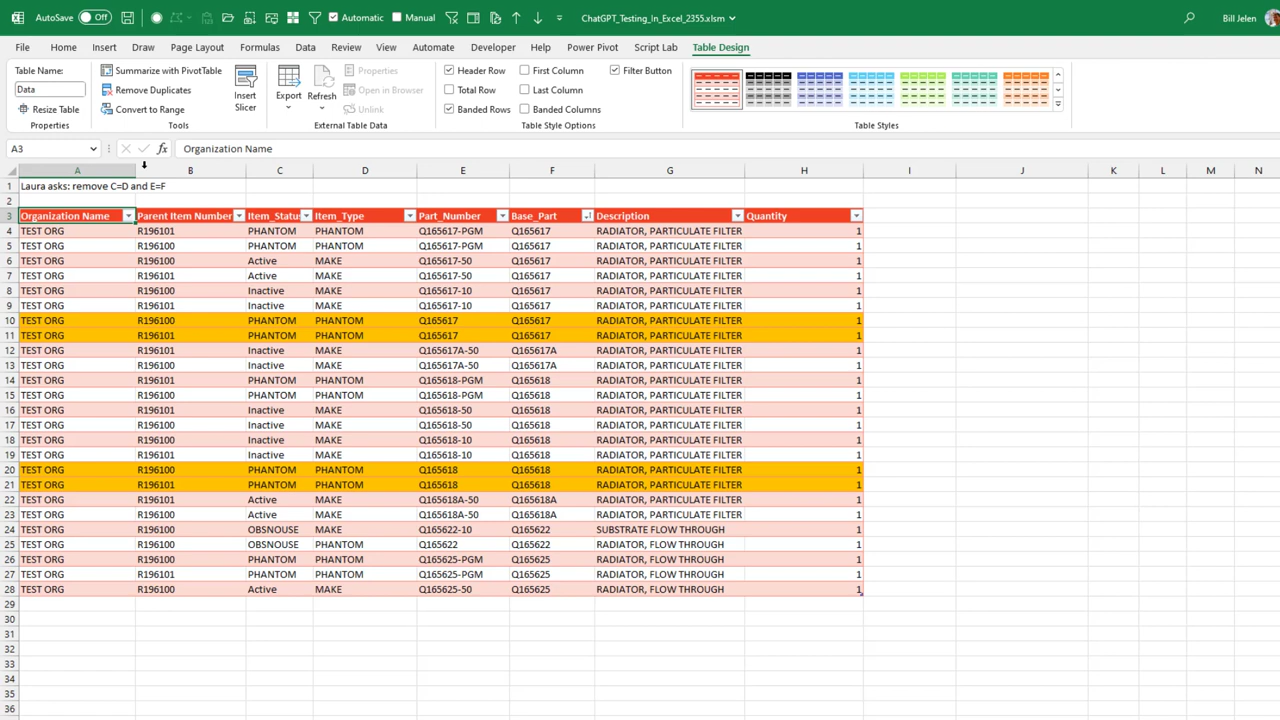 AutoSave Off Automatic Manual ChatGPT_Testing_In_Excel_2355.xlsm Bill Jelen
File Home Insert Draw Page Layout Formulas Data Review View Automate Developer Help Power Pivot Script Lab Table Design
Table Name: Summarize with PivotTable Properties Header Row First Column Filter Button
Data Remove Duplicates Insert Slicer Export Refresh Open in Browser Total Row Last Column
Resize Table Convert to Range Unlink Banded Rows Banded Columns
Properties Tools External Table Data Table Style Options Table Styles
A3 fx Organization Name
A B C D E F G H I J K L M N
1 Laura asks: remove C=D and E=F
2
3 Organization Name Parent Item Number Item_Status Item_Type Part_Number Base_Part Description Quantity
4 TEST ORG R196101 PHANTOM PHANTOM Q165617-PGM Q165617 RADIATOR, PARTICULATE FILTER 1
5 TEST ORG R196100 PHANTOM PHANTOM Q165617-PGM Q165617 RADIATOR, PARTICULATE FILTER 1
6 TEST ORG R196100 Active MAKE Q165617-50 Q165617 RADIATOR, PARTICULATE FILTER 1
7 TEST ORG R196101 Active MAKE Q165617-50 Q165617 RADIATOR, PARTICULATE FILTER 1
8 TEST ORG R196100 Inactive MAKE Q165617-10 Q165617 RADIATOR, PARTICULATE FILTER 1
9 TEST ORG R196101 Inactive MAKE Q165617-10 Q165617 RADIATOR, PARTICULATE FILTER 1
10 TEST ORG R196100 PHANTOM PHANTOM Q165617 Q165617 RADIATOR, PARTICULATE FILTER 1
11 TEST ORG R196101 PHANTOM PHANTOM Q165617 Q165617 RADIATOR, PARTICULATE FILTER 1
12 TEST ORG R196101 Inactive MAKE Q165617A-50 Q165617A RADIATOR, PARTICULATE FILTER 1
13 TEST ORG R196100 Inactive MAKE Q165617A-50 Q165617A RADIATOR, PARTICULATE FILTER 1
14 TEST ORG R196101 PHANTOM PHANTOM Q165618-PGM Q165618 RADIATOR, PARTICULATE FILTER 1
15 TEST ORG R196100 PHANTOM PHANTOM Q165618-PGM Q165618 RADIATOR, PARTICULATE FILTER 1
16 TEST ORG R196101 Inactive MAKE Q165618-50 Q165618 RADIATOR, PARTICULATE FILTER 1
17 TEST ORG R196100 Inactive MAKE Q165618-50 Q165618 RADIATOR, PARTICULATE FILTER 1
18 TEST ORG R196100 Inactive MAKE Q165618-10 Q165618 RADIATOR, PARTICULATE FILTER 1
19 TEST ORG R196101 Inactive MAKE Q165618-10 Q165618 RADIATOR, PARTICULATE FILTER 1
20 TEST ORG R196100 PHANTOM PHANTOM Q165618 Q165618 RADIATOR, PARTICULATE FILTER 1
21 TEST ORG R196101 PHANTOM PHANTOM Q165618 Q165618 RADIATOR, PARTICULATE FILTER 1
22 TEST ORG R196101 Active MAKE Q165618A-50 Q165618A RADIATOR, PARTICULATE FILTER 1
23 TEST ORG R196100 Active MAKE Q165618A-50 Q165618A RADIATOR, PARTICULATE FILTER 1
24 TEST ORG R196100 OBSNOUSE MAKE Q165622-10 Q165622 SUBSTRATE FLOW THROUGH 1
25 TEST ORG R196100 OBSNOUSE PHANTOM Q165622 Q165622 RADIATOR, FLOW THROUGH 1
26 TEST ORG R196100 PHANTOM PHANTOM Q165625-PGM Q165625 RADIATOR, FLOW THROUGH 1
27 TEST ORG R196101 PHANTOM PHANTOM Q165625-PGM Q165625 RADIATOR, FLOW THROUGH 1
28 TEST ORG R196100 Active MAKE Q165625-50 Q165625 RADIATOR, FLOW THROUGH 1
29
30
31
32
33
34
35
36